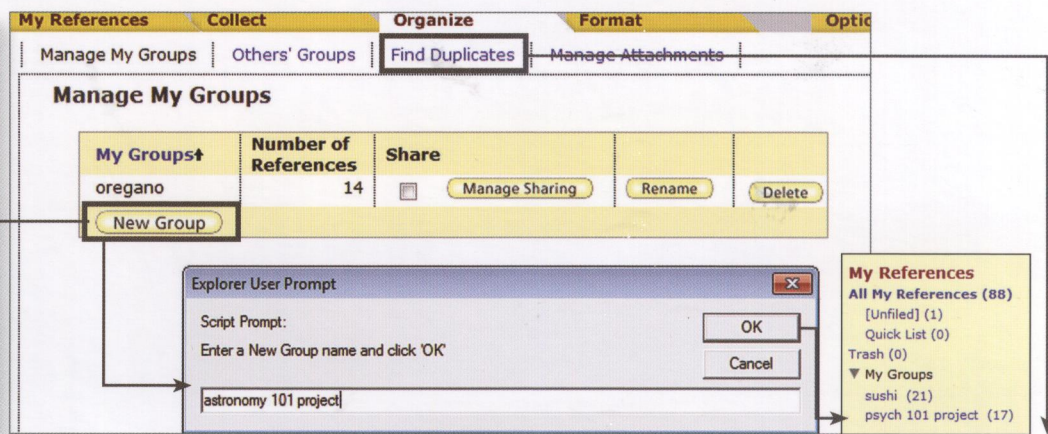 My References Collect Organize Format Optic
Manage My Groups Others' Groups Find Duplicates Manage Attachments
Manage My Groups
My Groups Number of References Share
oregano 14 Manage Sharing Rename Delete
New Group
Explorer User Prompt
Script Prompt:
Enter a New Group name and click 'OK'
OK
Cancel
astronomy 101 project
My References
All My References (88)
[Unfiled] (1)
Quick List (0)
Trash (0)
▼ My Groups
sushi (21)
psych 101 project (17)